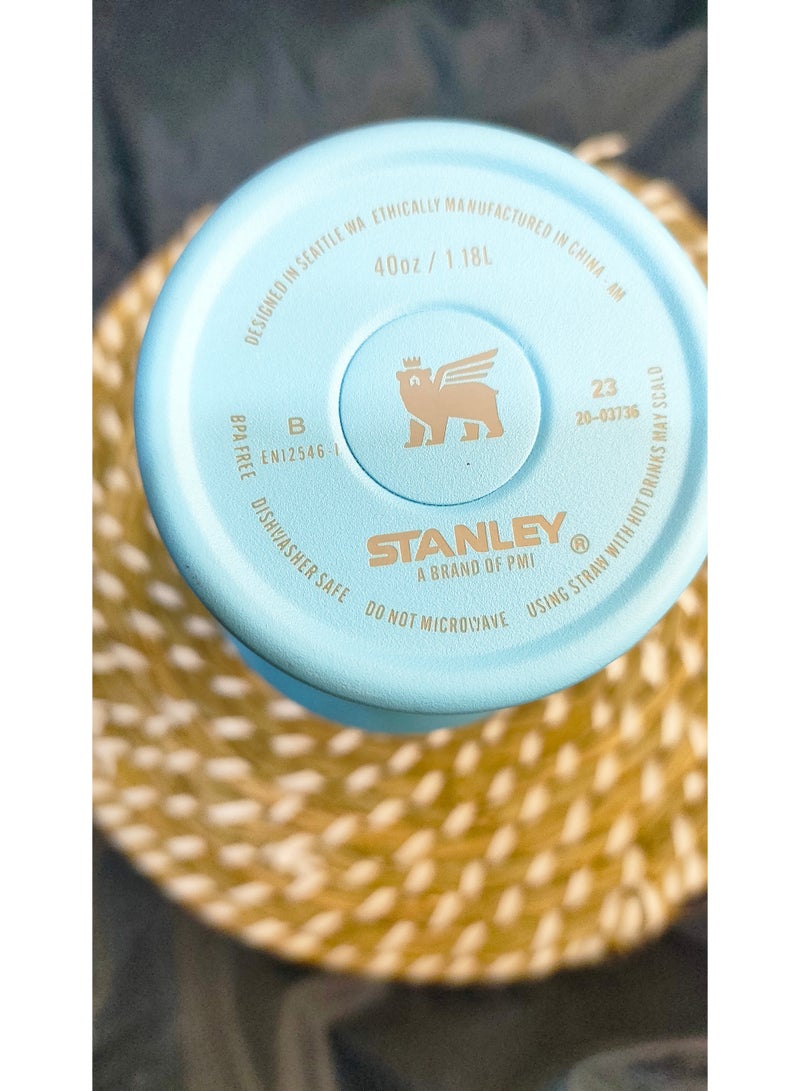 DESIGNED IN SEATTLE WA ETHICALLY MANUFACTURED IN CHINA - AM
40oz / 1.18L
B
EN12546-1
23
20-03736
STANLEY®
A BRAND OF PMI
BPA FREE DISHWASHER SAFE DO NOT MICROWAVE USING STRAW WITH HOT DRINKS MAY SCALD